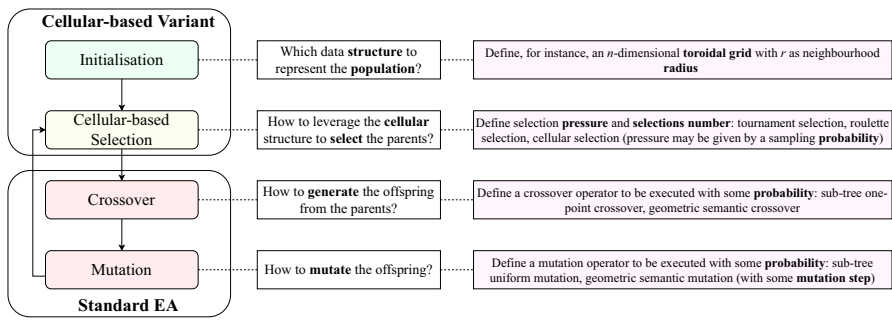 Cellular-based Variant
Initialisation
Which data structure to
represent the population?
Define, for instance, an n-dimensional toroidal grid with r as neighbourhood
radius
Cellular-based
Selection
How to leverage the cellular
structure to select the parents?
Define selection pressure and selections number: tournament selection, roulette
selection, cellular selection (pressure may be given by a sampling probability)
Crossover
How to generate the offspring
from the parents?
Define a crossover operator to be executed with some probability: sub-tree one-
point crossover, geometric semantic crossover
Mutation
How to mutate the offspring?
Define a mutation operator to be executed with some probability: sub-tree
uniform mutation, geometric semantic mutation (with some mutation step)
Standard EA